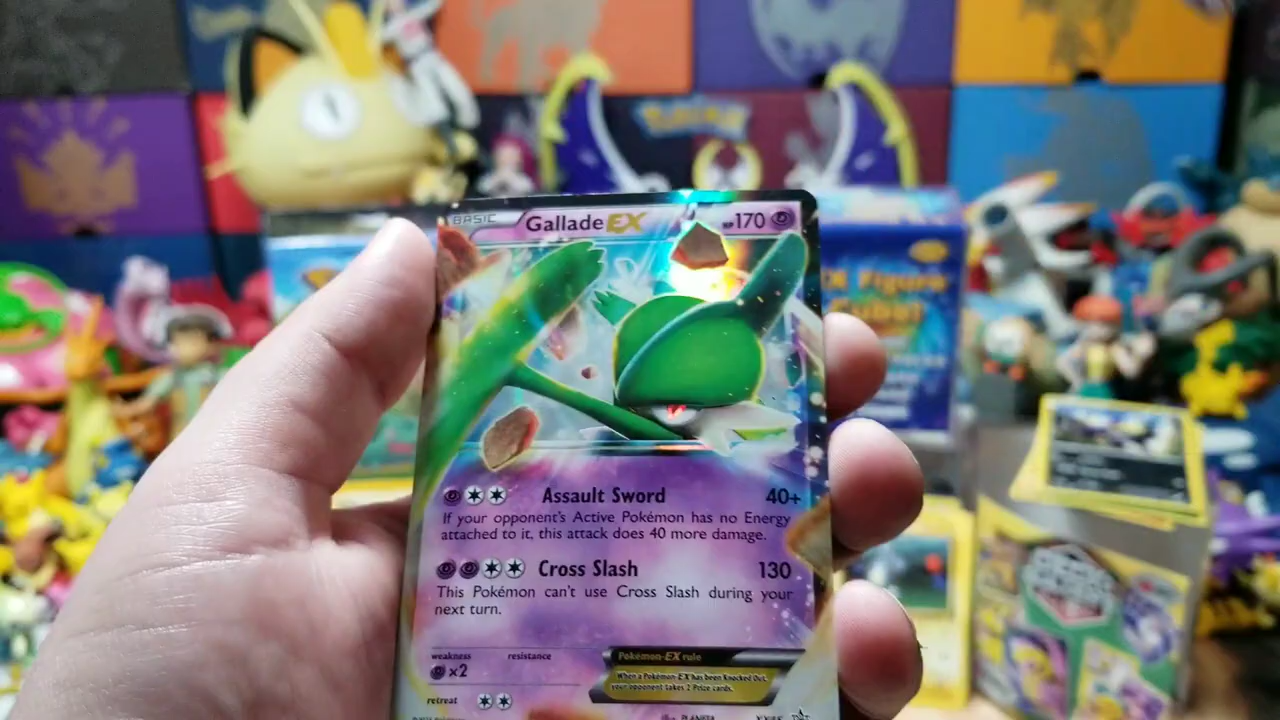 BASIC Gallade EX HP170
Assault Sword 40+
If your opponent's Active Pokémon has no Energy
attached to it, this attack does 40 more damage.
Cross Slash 130
This Pokémon can't use Cross Slash during your
next turn.
weakness resistance
×2
retreat
Pokémon-EX rule
When a Pokémon-EX has been Knocked Out,
your opponent takes 2 Prize cards.
POKÉMON
Figure